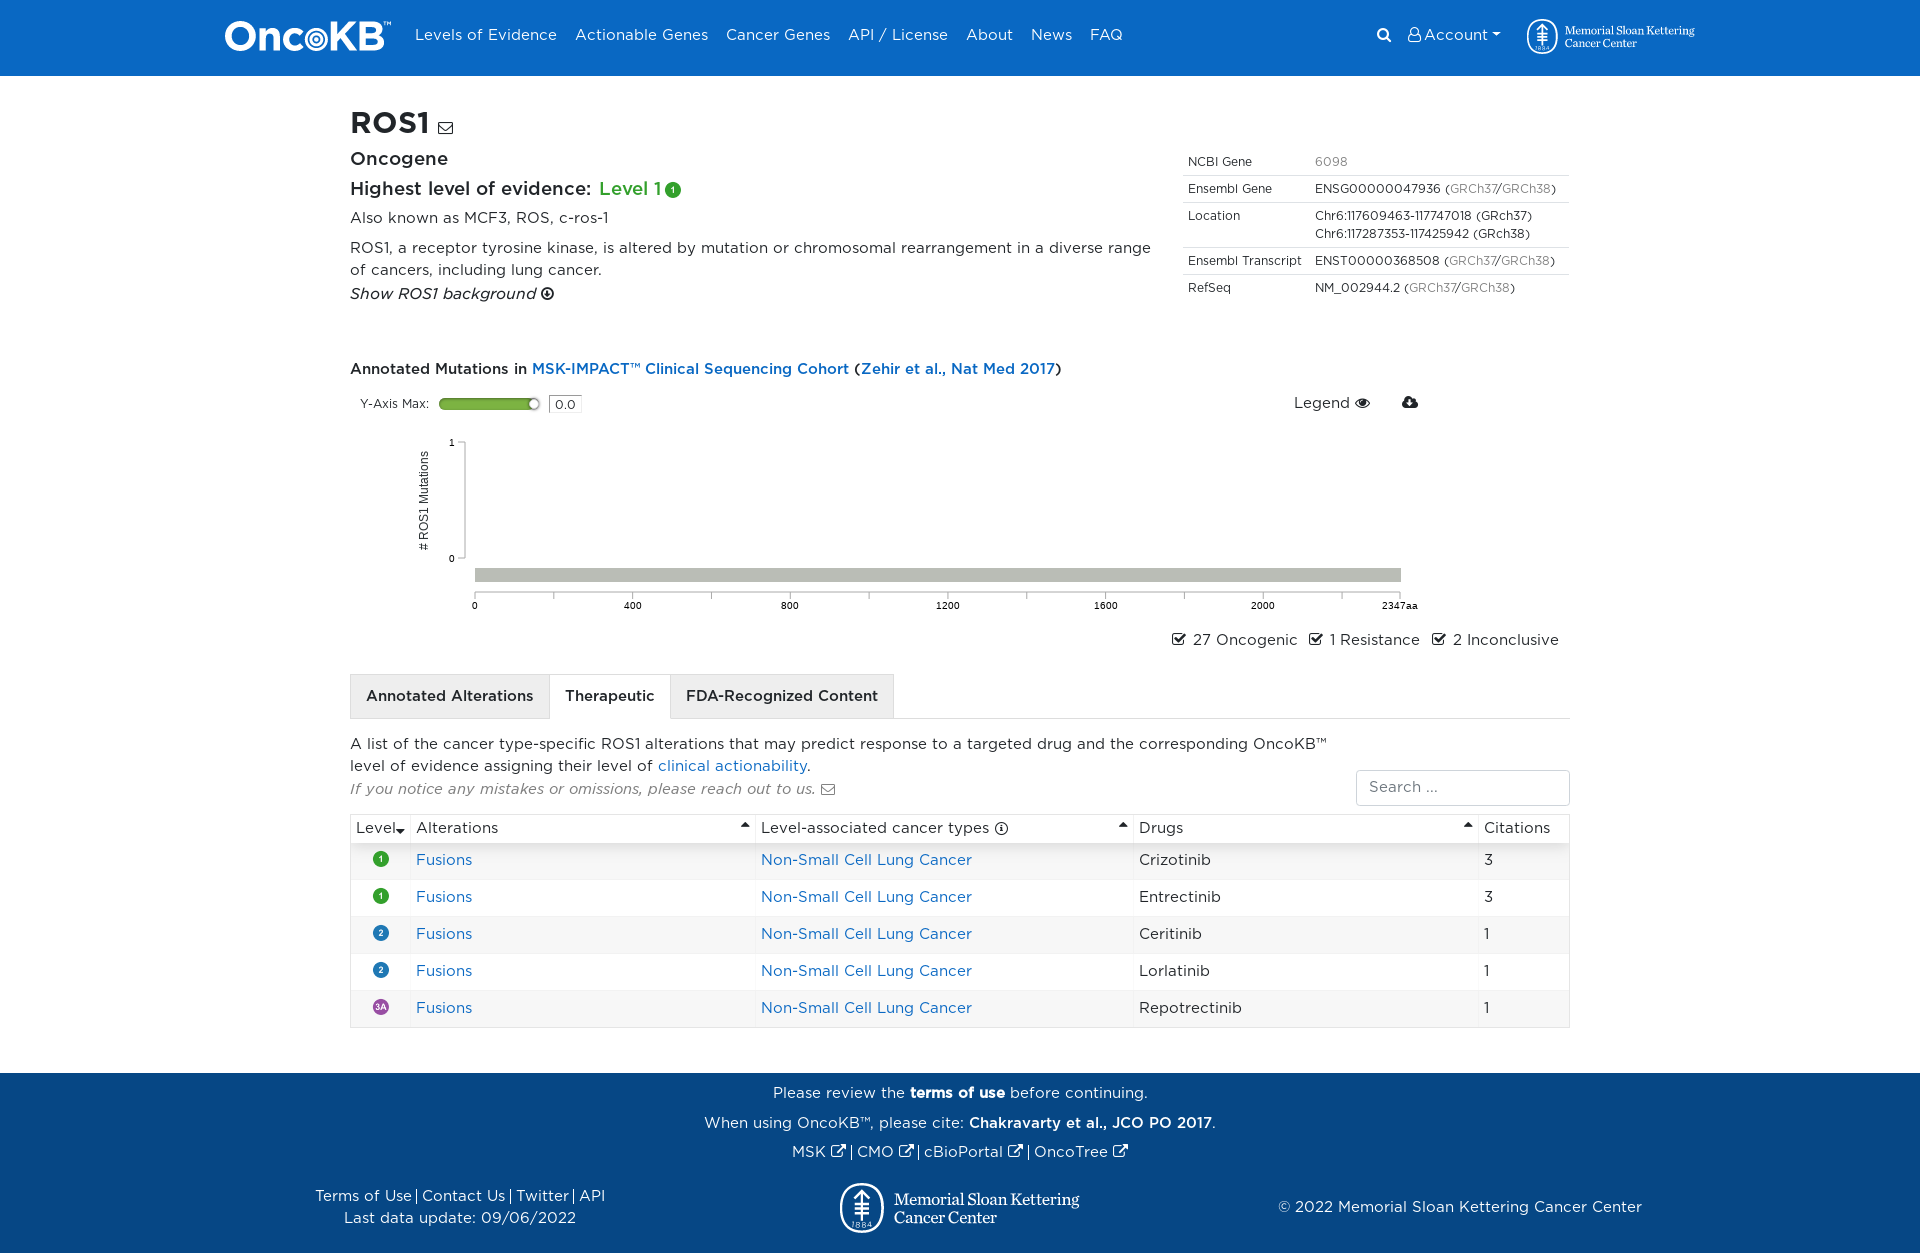 OncoKB™ Levels of Evidence Actionable Genes Cancer Genes API / License About News FAQ Account Memorial Sloan Kettering
Cancer Center
1884
ROS1
Oncogene
Highest level of evidence: Level 1 1
Also known as MCF3, ROS, c-ros-1
ROS1, a receptor tyrosine kinase, is altered by mutation or chromosomal rearrangement in a diverse range
of cancers, including lung cancer.
Show ROS1 background
NCBI Gene 6098
Ensembl Gene ENSG00000047936 (GRCh37/GRCh38)
Location Chr6:117609463-117747018 (GRch37)
Chr6:117287353-117425942 (GRch38)
Ensembl Transcript ENST00000368508 (GRCh37/GRCh38)
RefSeq NM_002944.2 (GRCh37/GRCh38)
Annotated Mutations in MSK-IMPACT™ Clinical Sequencing Cohort (Zehir et al., Nat Med 2017)
Y-Axis Max: 0.0 Legend
1
# ROS1 Mutations
0
0 400 800 1200 1600 2000 2347aa
27 Oncogenic 1 Resistance 2 Inconclusive
Annotated Alterations Therapeutic FDA-Recognized Content
A list of the cancer type-specific ROS1 alterations that may predict response to a targeted drug and the corresponding OncoKB™
level of evidence assigning their level of clinical actionability.
If you notice any mistakes or omissions, please reach out to us.
Search ...
Level Alterations Level-associated cancer types Drugs Citations
1 Fusions Non-Small Cell Lung Cancer Crizotinib 3
1 Fusions Non-Small Cell Lung Cancer Entrectinib 3
2 Fusions Non-Small Cell Lung Cancer Ceritinib 1
2 Fusions Non-Small Cell Lung Cancer Lorlatinib 1
3A Fusions Non-Small Cell Lung Cancer Repotrectinib 1
Please review the terms of use before continuing.
When using OncoKB™, please cite: Chakravarty et al., JCO PO 2017.
MSK | CMO | cBioPortal | OncoTree
Terms of Use | Contact Us | Twitter | API
Last data update: 09/06/2022
1884
Memorial Sloan Kettering
Cancer Center
© 2022 Memorial Sloan Kettering Cancer Center